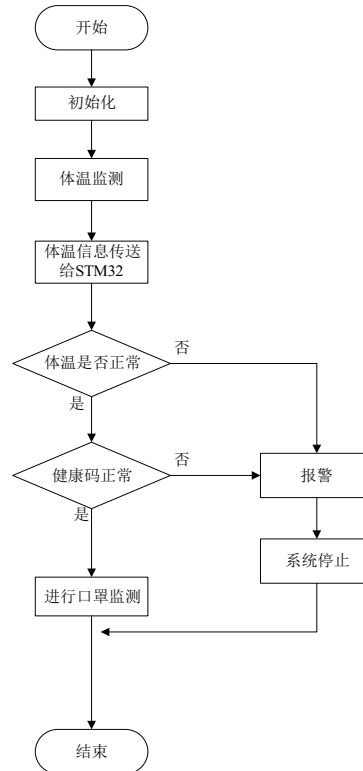 开始
初始化
体温监测
体温信息传送
给STM32
体温是否正常
否
是
健康码正常
否
报警
是
系统停止
进行口罩监测
结束